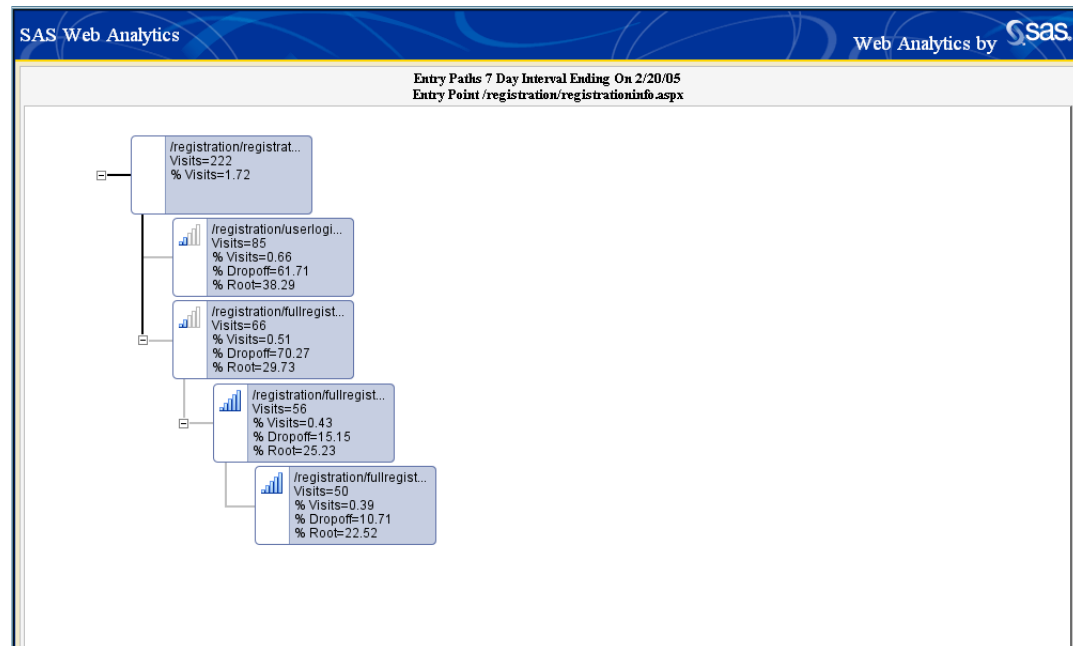 SAS Web Analytics
Web Analytics by sas.
Entry Paths 7 Day Interval Ending On 2/20/05
Entry Point /registration/registrationinfo.aspx
/registration/registrat...
Visits=222
% Visits=1.72
/registration/userlogi...
Visits=85
% Visits=0.66
% Dropoff=61.71
% Root=38.29
/registration/fullregist...
Visits=66
% Visits=0.51
% Dropoff=70.27
% Root=29.73
/registration/fullregist...
Visits=56
% Visits=0.43
% Dropoff=15.15
% Root=25.23
/registration/fullregist...
Visits=50
% Visits=0.39
% Dropoff=10.71
% Root=22.52